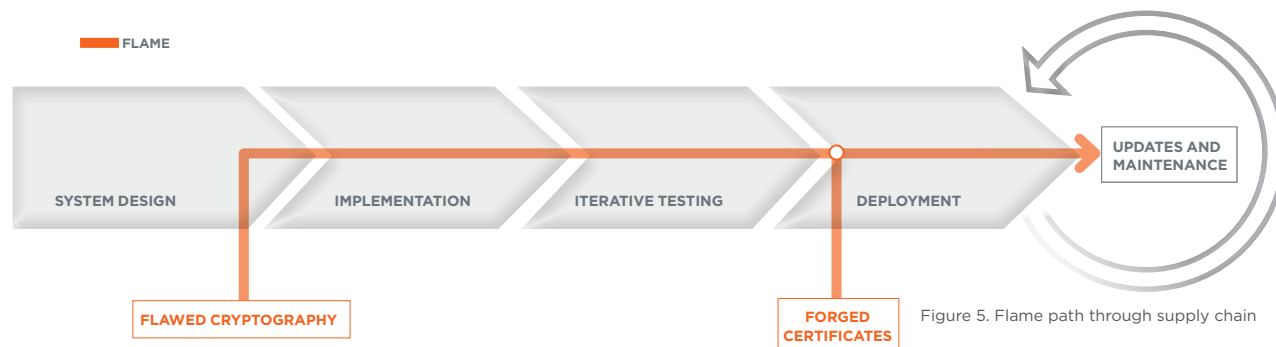 FLAME
SYSTEM DESIGN
IMPLEMENTATION
ITERATIVE TESTING
DEPLOYMENT
UPDATES AND
MAINTENANCE
FLAWED CRYPTOGRAPHY
FORGED
CERTIFICATES
Figure 5. Flame path through supply chain